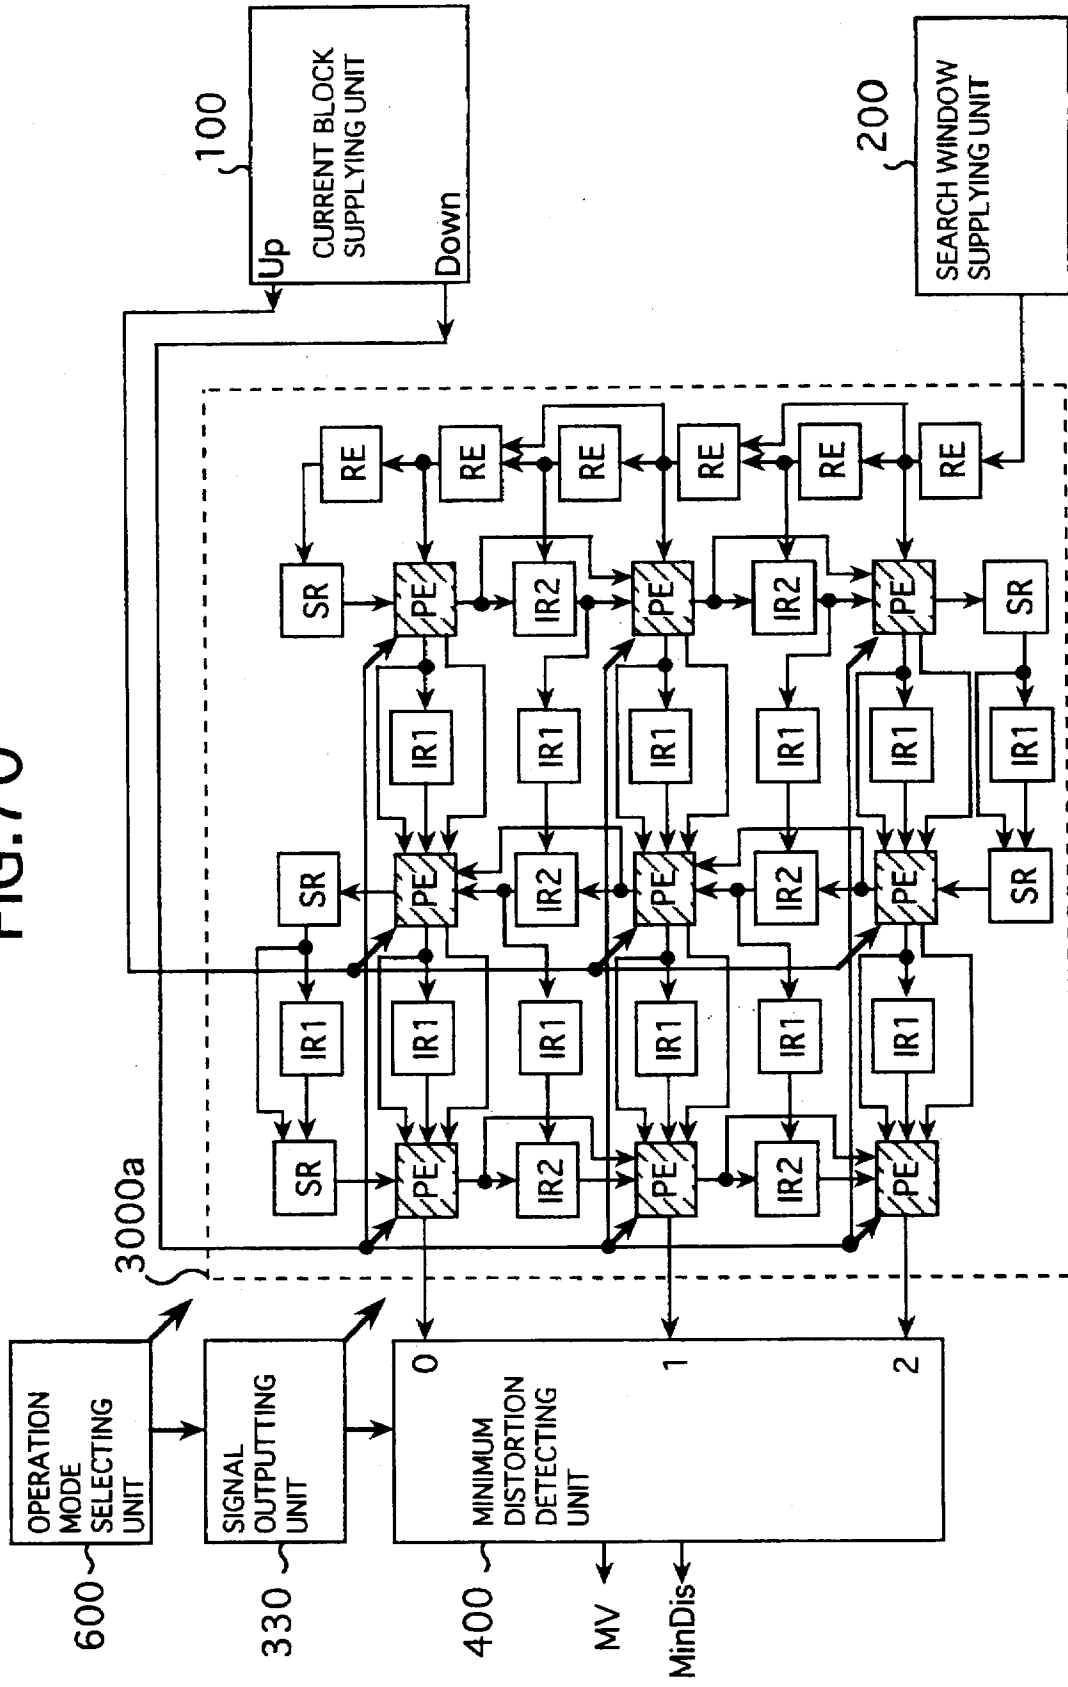 FIG.70
600
OPERATION
MODE
SELECTING
UNIT
330
SIGNAL
OUTPUTTING
UNIT
3000a
100
Up
CURRENT BLOCK
SUPPLYING UNIT
Down
400
0
MINIMUM
DISTORTION
DETECTING
UNIT
1
2
MV
MinDis
SR IR1 SR SR RE
PE IR1 PE IR1 PE RE
IR2 IR1 IR2 IR1 IR2 RE
PE IR1 PE IR1 PE RE
IR2 IR1 IR2 IR1 IR2 RE
PE IR1 PE IR1 PE RE
SR IR1 SR
200
SEARCH WINDOW
SUPPLYING UNIT